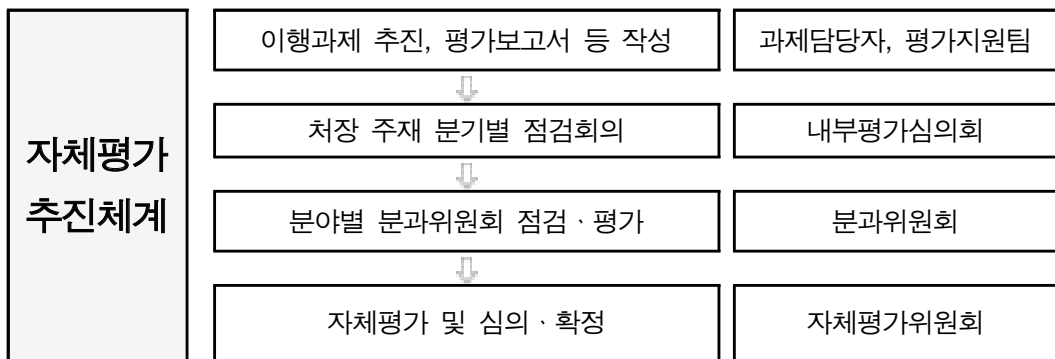 자체평가
추진체계
이행과제 추진, 평가보고서 등 작성
과제담당자, 평가지원팀
처장 주재 분기별 점검회의
내부평가심의회
분야별 분과위원회 점검ㆍ평가
분과위원회
자체평가 및 심의ㆍ확정
자체평가위원회